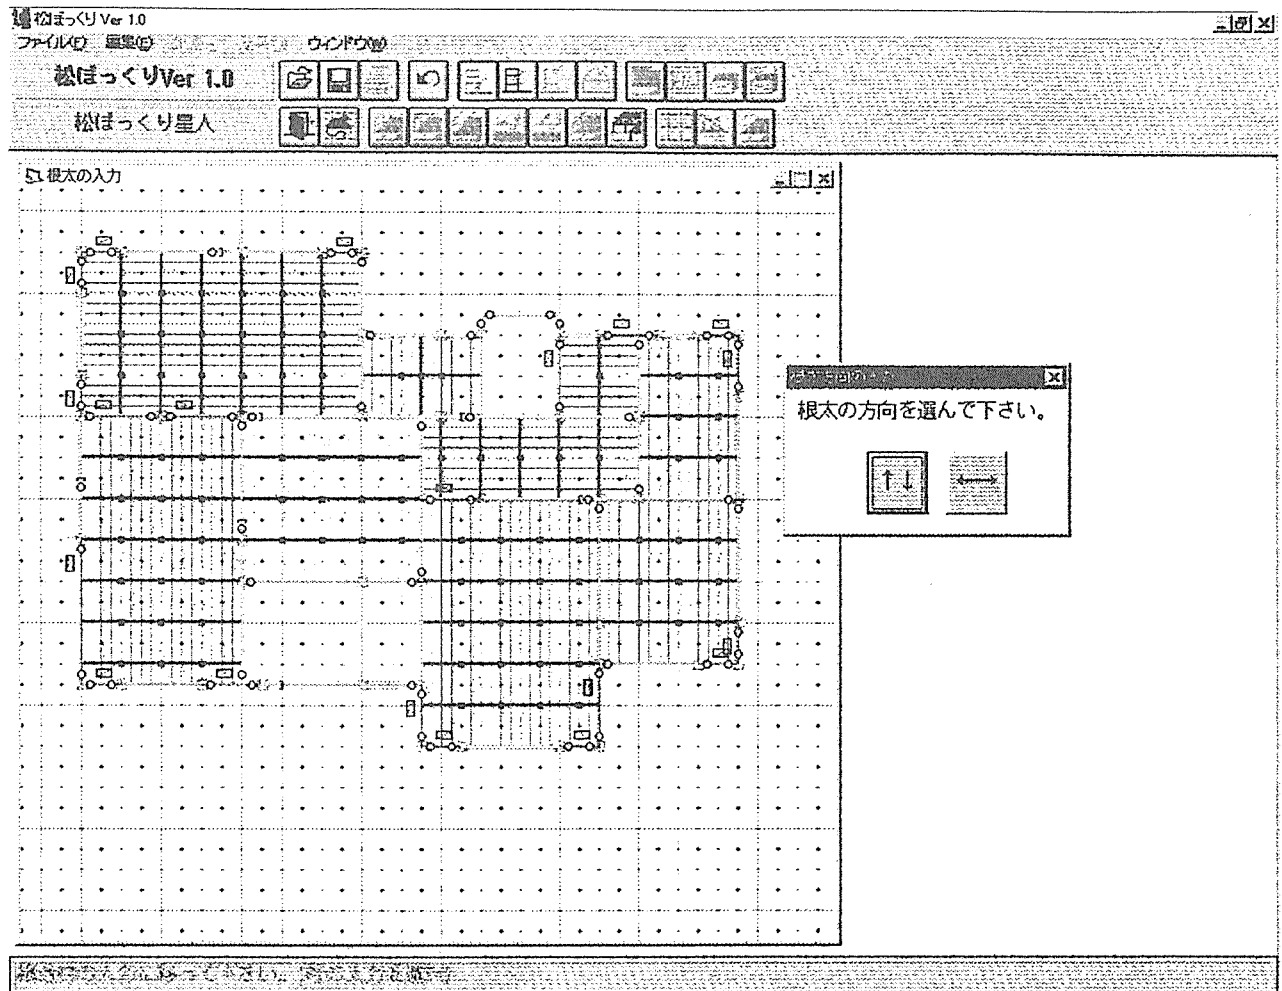 松ぼっくり Ver 1.0
ファイル(F) 編集(E) ウィンドウ(W)
松ぼっくりVer 1.0
松ぼっくり星人
根太の入力
根太の方向を選んで下さい。
↑↓
←→